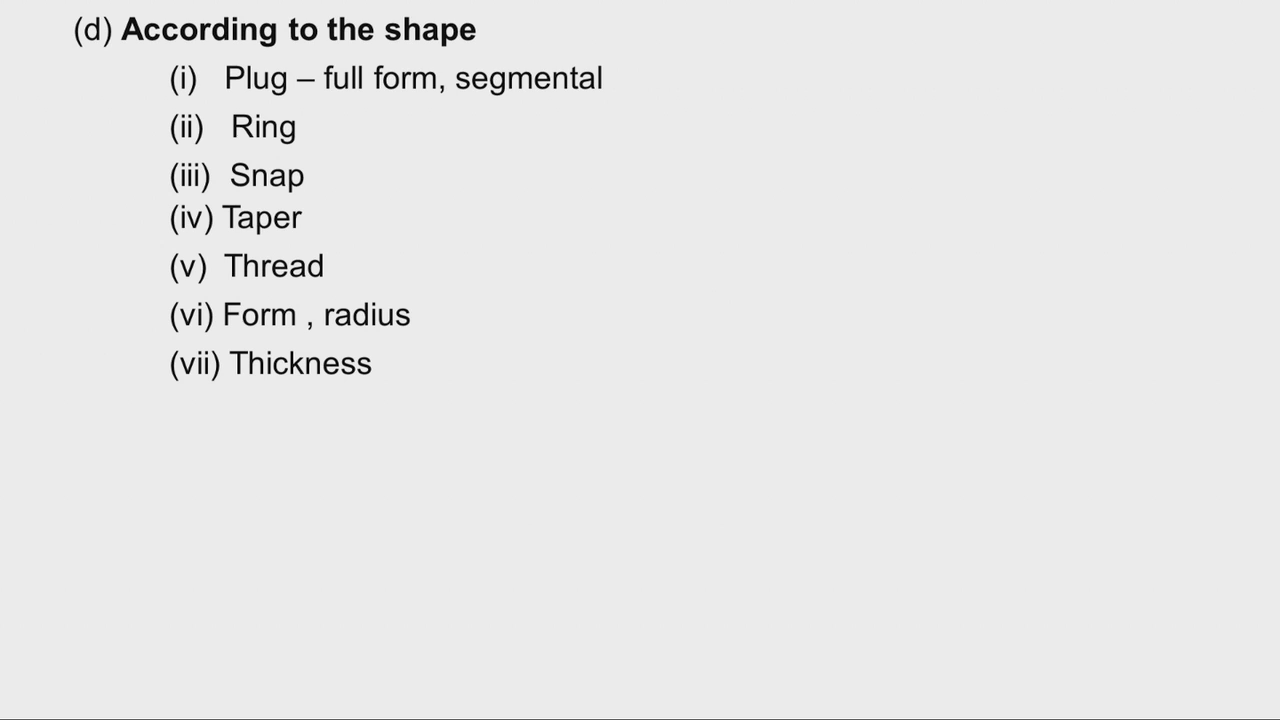 (d) According to the shape
(i) Plug – full form, segmental
(ii) Ring
(iii) Snap
(iv) Taper
(v) Thread
(vi) Form , radius
(vii) Thickness